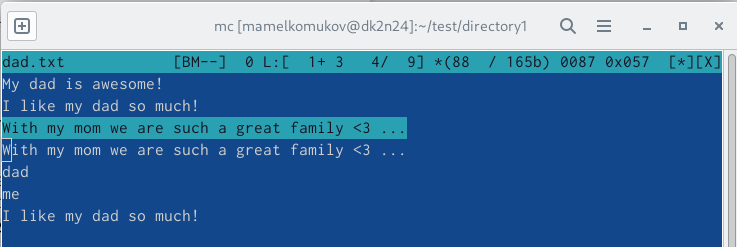 mc [mamelkomukov@dk2n24]:~/test/directory1
dad.txt [BM--] 0 L:[ 1+ 3 4/ 9] *(88 / 165b) 0087 0x057 [*][X]
My dad is awesome!
I like my dad so much!
With my mom we are such a great family <3 ...
With my mom we are such a great family <3 ...
dad
me
I like my dad so much!